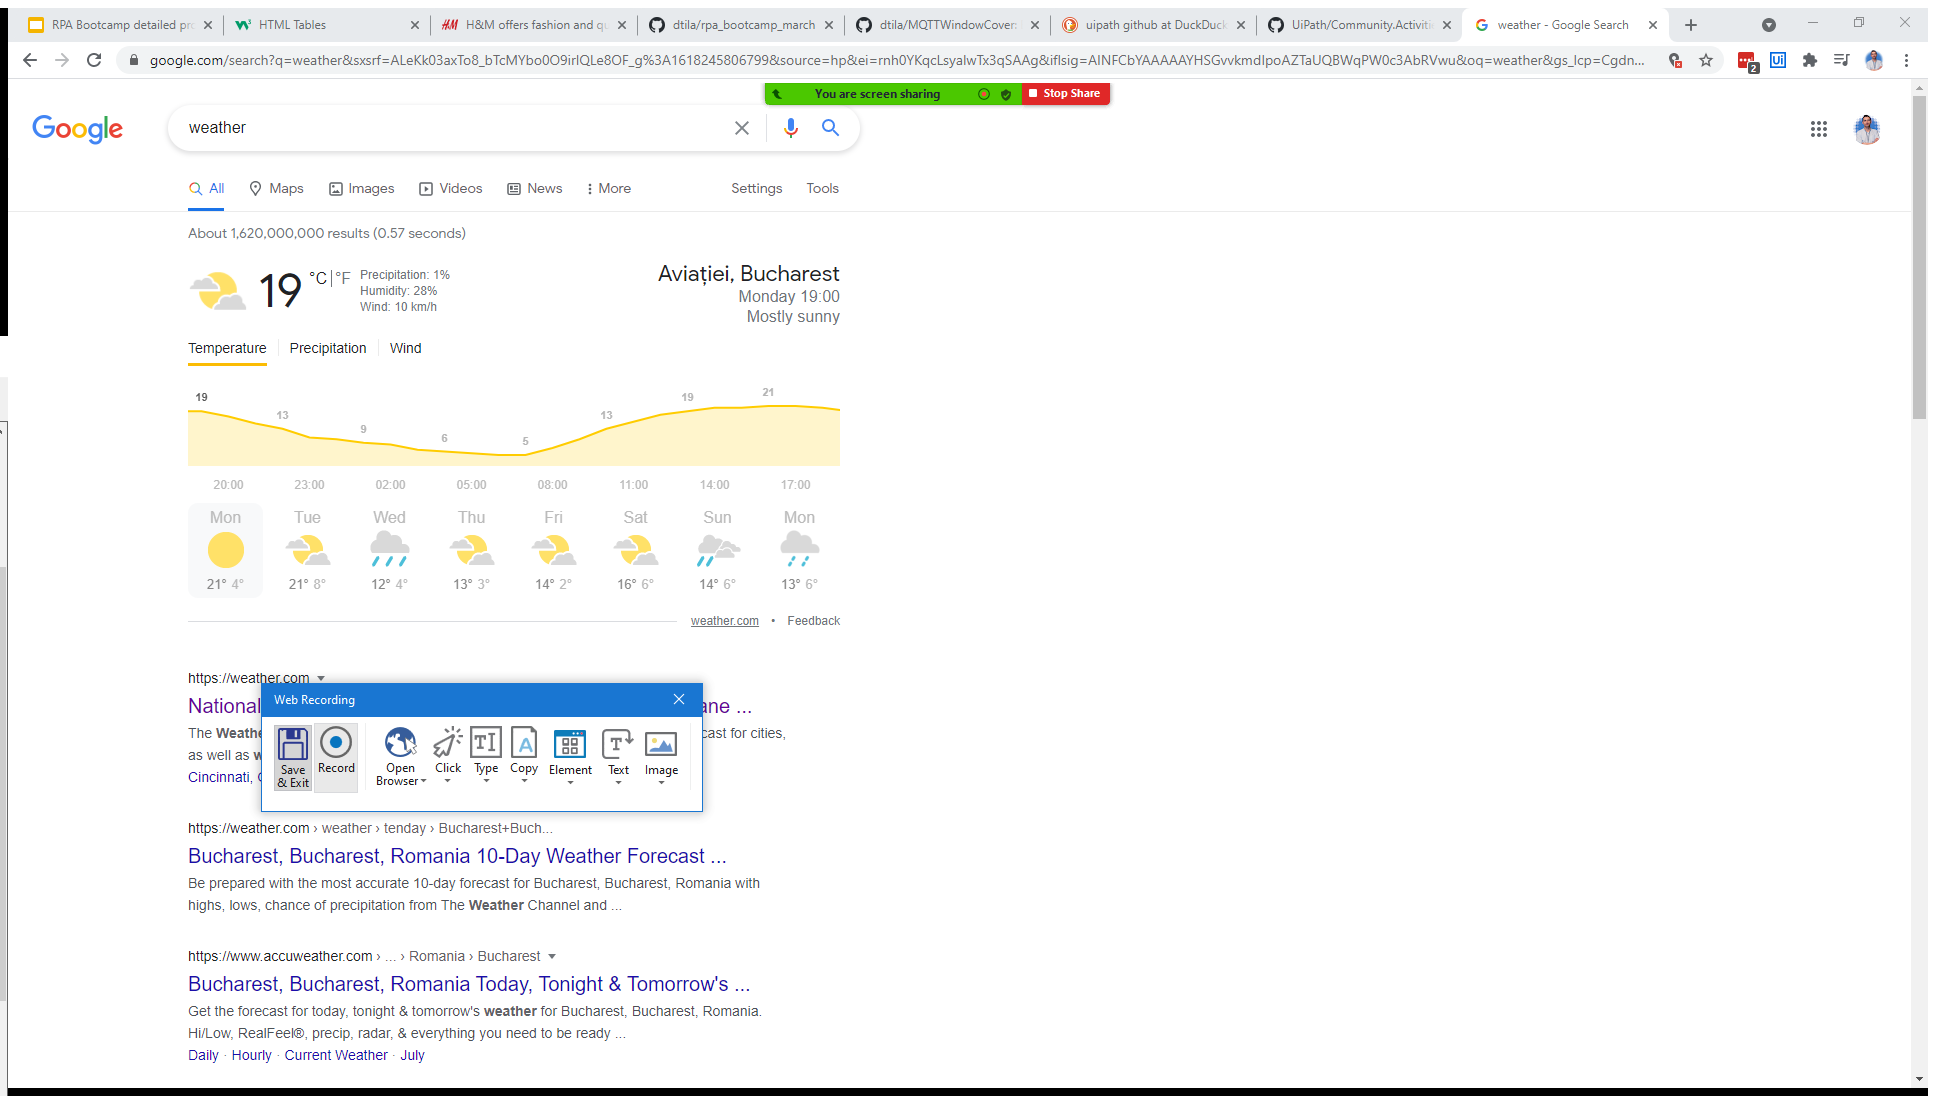 RPA Bootcamp detailed pr
HTML Tables
H&M offers fashion and qu
dtila/rpa_bootcamp_march
dtila/MQTTWindowCover
uipath github at DuckDuck
UiPath/Community.Activiti
weather - Google Search
google.com/search?q=weather&sxsrf=ALeKk03axTo8_bTcMYbo0O9irlQLe8OF_g%3A1618245806799&source=hp&ei=rnh0YKqcLsyalwTx3qSAAg&iflsig=AINFCbYAAAAAYHSGvvkmdIpoAZTaUQBWqPW0c3AbRVwu&oq=weather&gs_lcp=Cgdn...
2
Ui
You are screen sharing
Stop Share
Google
weather
All
Maps
Images
Videos
News
More
Settings
Tools
About 1,620,000,000 results (0.57 seconds)
19
°C | °F
Precipitation: 1%
Humidity: 28%
Wind: 10 km/h
Aviației, Bucharest
Monday 19:00
Mostly sunny
Temperature
Precipitation
Wind
19 13 9 6 5 13 19 21
20:00 23:00 02:00 05:00 08:00 11:00 14:00 17:00
Mon Tue Wed Thu Fri Sat Sun Mon
21° 4° 21° 8° 12° 4° 13° 3° 14° 2° 16° 6° 14° 6° 13° 6°
weather.com • Feedback
https://weather.com
National
ane ...
The Weathe
cast for cities,
as well as w
Cincinnati,
Web Recording
Save
& Exit
Record
Open
Browser
Click
Type
Copy
Element
Text
Image
https://weather.com › weather › tenday › Bucharest+Buch...
Bucharest, Bucharest, Romania 10-Day Weather Forecast ...
Be prepared with the most accurate 10-day forecast for Bucharest, Bucharest, Romania with
highs, lows, chance of precipitation from The Weather Channel and ...
https://www.accuweather.com › ... › Romania › Bucharest
Bucharest, Bucharest, Romania Today, Tonight & Tomorrow's ...
Get the forecast for today, tonight & tomorrow's weather for Bucharest, Bucharest, Romania.
Hi/Low, RealFeel®, precip, radar, & everything you need to be ready ...
Daily · Hourly · Current Weather · July